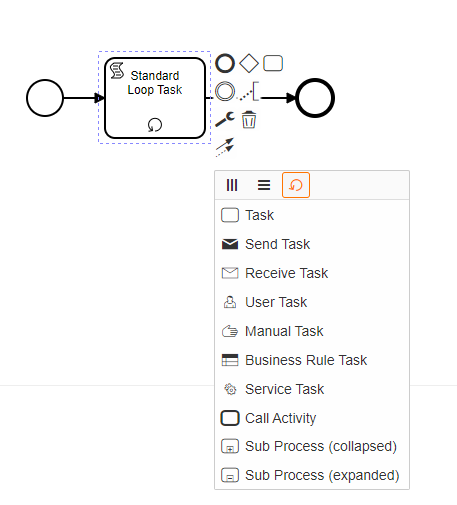 Standard
Loop Task
Task
Send Task
Receive Task
User Task
Manual Task
Business Rule Task
Service Task
Call Activity
Sub Process (collapsed)
Sub Process (expanded)